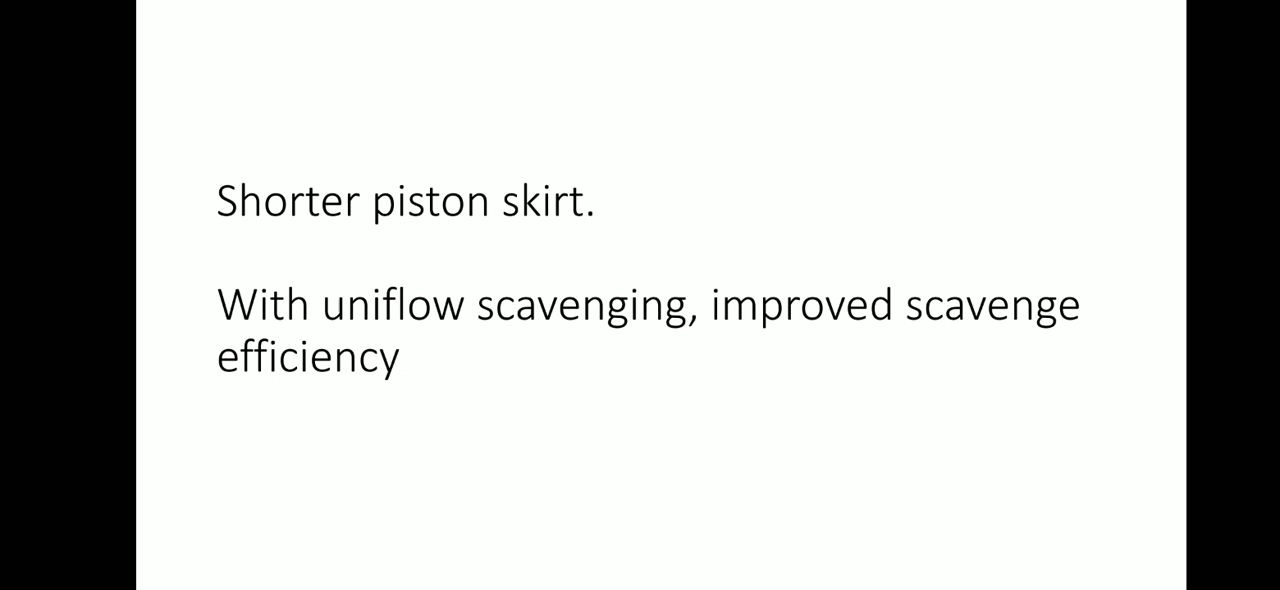 Shorter piston skirt.
With uniflow scavenging, improved scavenge
efficiency